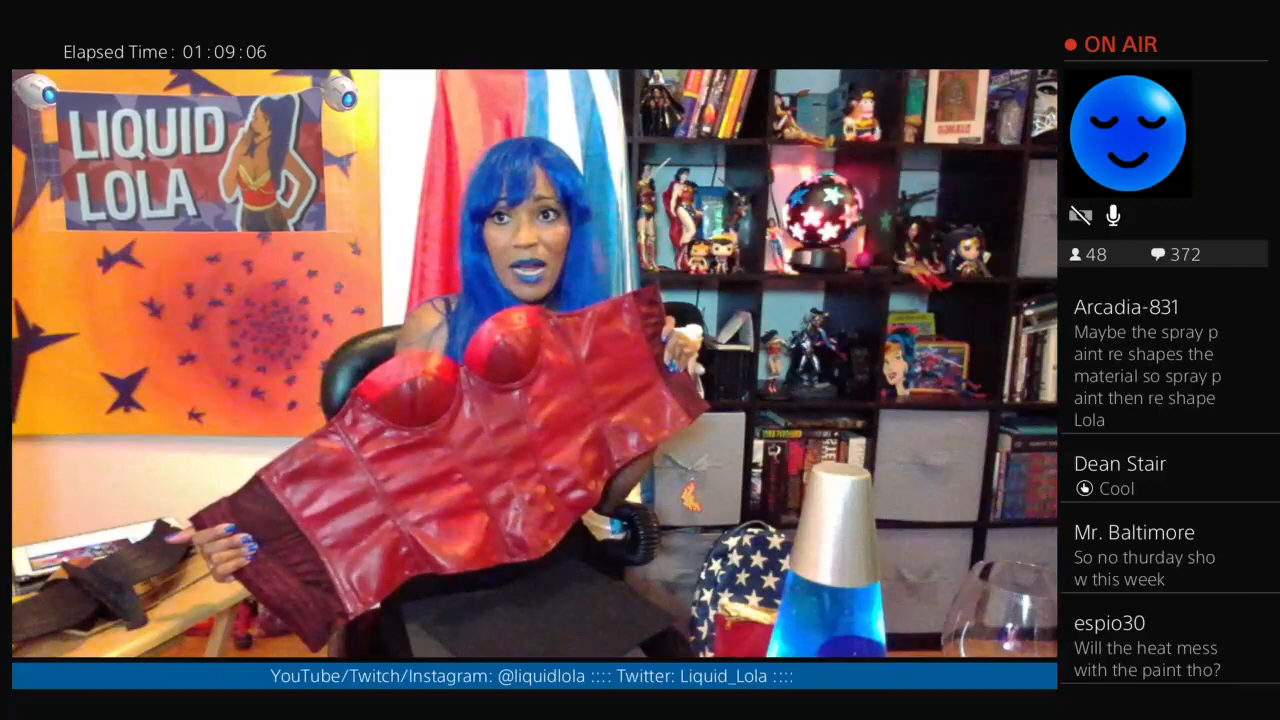 Elapsed Time: 01:09:06
ON AIR
LIQUID
LOLA
48 372
Arcadia-831
Maybe the spray p
aint re shapes the
material so spray p
aint then re shape
Lola
Dean Stair
Cool
Mr. Baltimore
So no thurday sho
w this week
espio30
Will the heat mess
with the paint tho?
YouTube/Twitch/Instagram: @liquidlola :::: Twitter: Liquid_Lola ::::